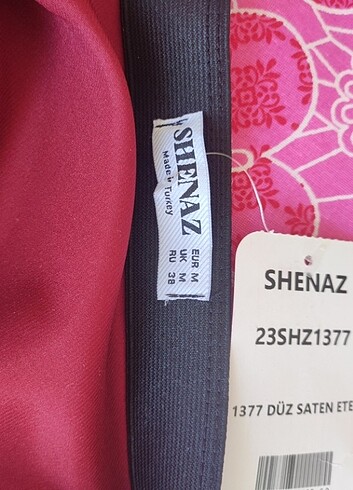 SHENAZ
Made in Turkey
EUR M
UK M
RU 38
SHENAZ
23SHZ1377
1377 DÜZ SATEN ETE